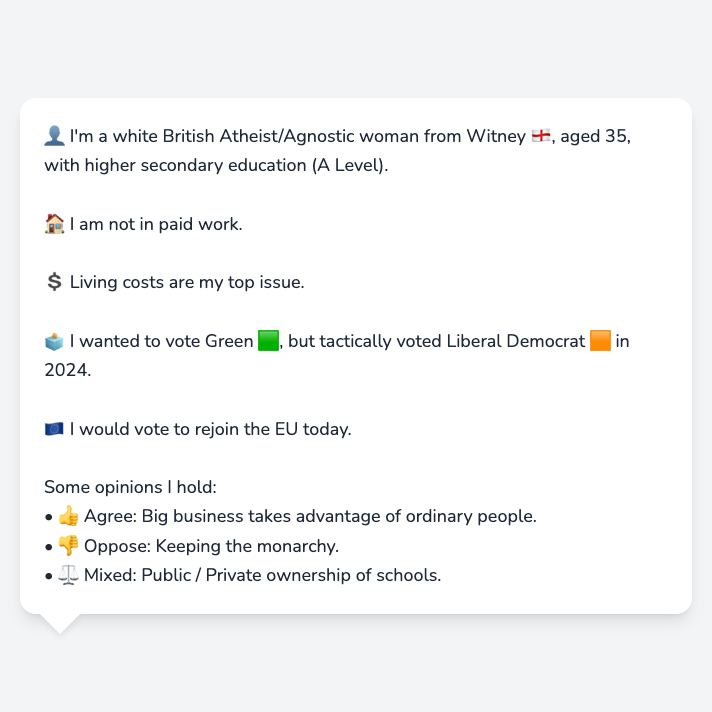 👤 I'm a white British Atheist/Agnostic woman from Witney 🏴󠁧󠁢󠁥󠁮󠁧󠁿, aged 35,
with higher secondary education (A Level).
🏠 I am not in paid work.
💲 Living costs are my top issue.
🗳️ I wanted to vote Green 🟩, but tactically voted Liberal Democrat 🟧 in
2024.
🇪🇺 I would vote to rejoin the EU today.
Some opinions I hold:
• 👍 Agree: Big business takes advantage of ordinary people.
• 👎 Oppose: Keeping the monarchy.
• ⚖️ Mixed: Public / Private ownership of schools.